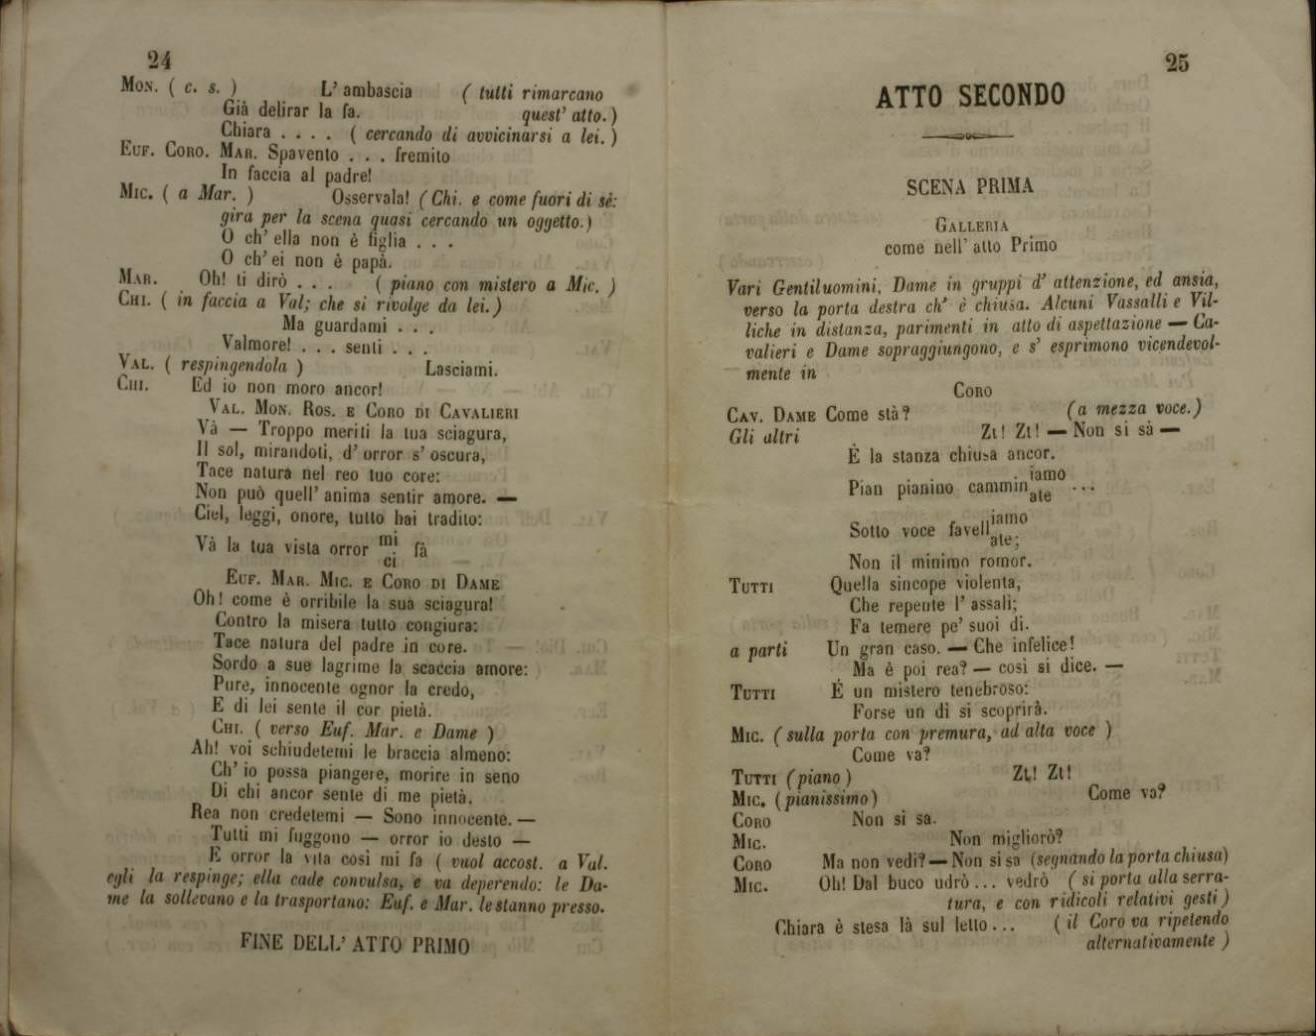 24
MON. ( c. s. ) L' ambascia ( tutti rimarcano
Già delirar la fa. quest' atto. )
Chiara . . . . ( cercando di avvicinarsi a lei. )
EUF. CORO. MAR. Spavento . . . fremito
In faccia al padre!
MIC. ( a Mar. ) Osservala! ( Chi. e come fuori di sè:
gira per la scena quasi cercando un oggetto.)
O ch' ella non è figlia . . .
O ch' ei non è papà.
MAR. Oh! ti dirò . . . ( piano con mistero a Mic. )
CHI. ( in faccia a Val; che si rivolge da lei.)
Ma guardami . . .
Valmore! . . . senti . . .
VAL. ( respingendola ) Lasciami.
CHI. Ed io non moro ancor!
VAL. MON. ROS. E CORO DI CAVALIERI
Và — Troppo meriti la tua sciagura,
Il sol, mirandoti, d' orror s' oscura,
Tace natura nel reo tuo core:
Non può quell' anima sentir amore. —
Ciel, leggi, onore, tutto hai tradito:
Và la tua vista orror mi ci fà
EUF. MAR. MIC. E CORO DI DAME
Oh! come è orribile la sua sciagura!
Contro la misera tutto congiura:
Tace natura del padre in core.
Sordo a sue lagrime la scaccia amore:
Pure, innocente ognor la credo,
E di lei sente il cor pietà.
CHI. ( verso Euf. Mar. e Dame )
Ah! voi schiudetemi le braccia almeno:
Ch' io possa piangere, morire in seno
Di chi ancor sente di me pietà.
Rea non credetemi — Sono innocente. —
Tutti mi fuggono — orror io desto —
E orror la vita così mi fa ( vuol accost. a Val.
egli la respinge; ella cade convulsa, e va deperendo: le Da-
me la sollevano e la trasportano: Euf. e Mar. le stanno presso.
FINE DELL' ATTO PRIMO
25
ATTO SECONDO
SCENA PRIMA
GALLERIA
come nell' atto Primo
Vari Gentiluomini, Dame in gruppi d' attenzione, ed ansia,
verso la porta destra ch' è chiusa. Alcuni Vassalli e Vil-
liche in distanza, parimenti in atto di aspettazione — Ca-
valieri e Dame sopraggiungono, e s' esprimono vicendevol-
mente in
CORO
CAV. DAME Come stà? (a mezza voce.)
Gli altri Zt! Zt! — Non si sà —
È la stanza chiusa ancor.
Pian pianino cammin iamo ate ...
Sotto voce favell iamo ate;
Non il minimo romor.
TUTTI Quella sincope violenta,
Che repente l' assalì;
Fa temere pe' suoi dì.
a parti Un gran caso. — Che infelice!
Ma è poi rea? — così si dice. —
TUTTI É un mistero tenebroso:
Forse un dì si scoprirà.
MIC. ( sulla porta con premura, ad alta voce )
Come va?
TUTTI (piano) Zt! Zt!
MIC. (pianissimo) Come va?
CORO Non si sa.
MIC. Non migliorò?
CORO Ma non vedi? — Non si sa (segnando la porta chiusa)
MIC. Oh! Dal buco udrò ... vedrò ( si porta alla serra-
tura, e con ridicoli relativi gesti )
Chiara è stesa là sul letto ... ( il Coro va ripetendo
alternativamente )